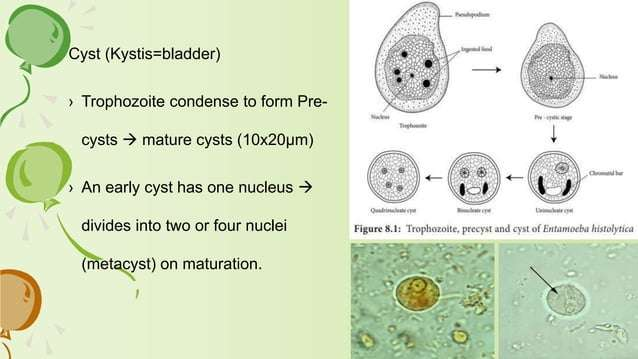 Cyst (Kystis=bladder)
› Trophozoite condense to form Pre-
cysts → mature cysts (10x20µm)
› An early cyst has one nucleus →
divides into two or four nuclei
(metacyst) on maturation.
Pseudopodium
Ingested food
Nucleus
Trophozoite
Nucleus
Pre - cystic stage
Chromatid bar
Quadrinucleate cyst
Binucleate cyst
Uninucleate cyst
Figure 8.1: Trophozoite, precyst and cyst of Entamoeba histolytica